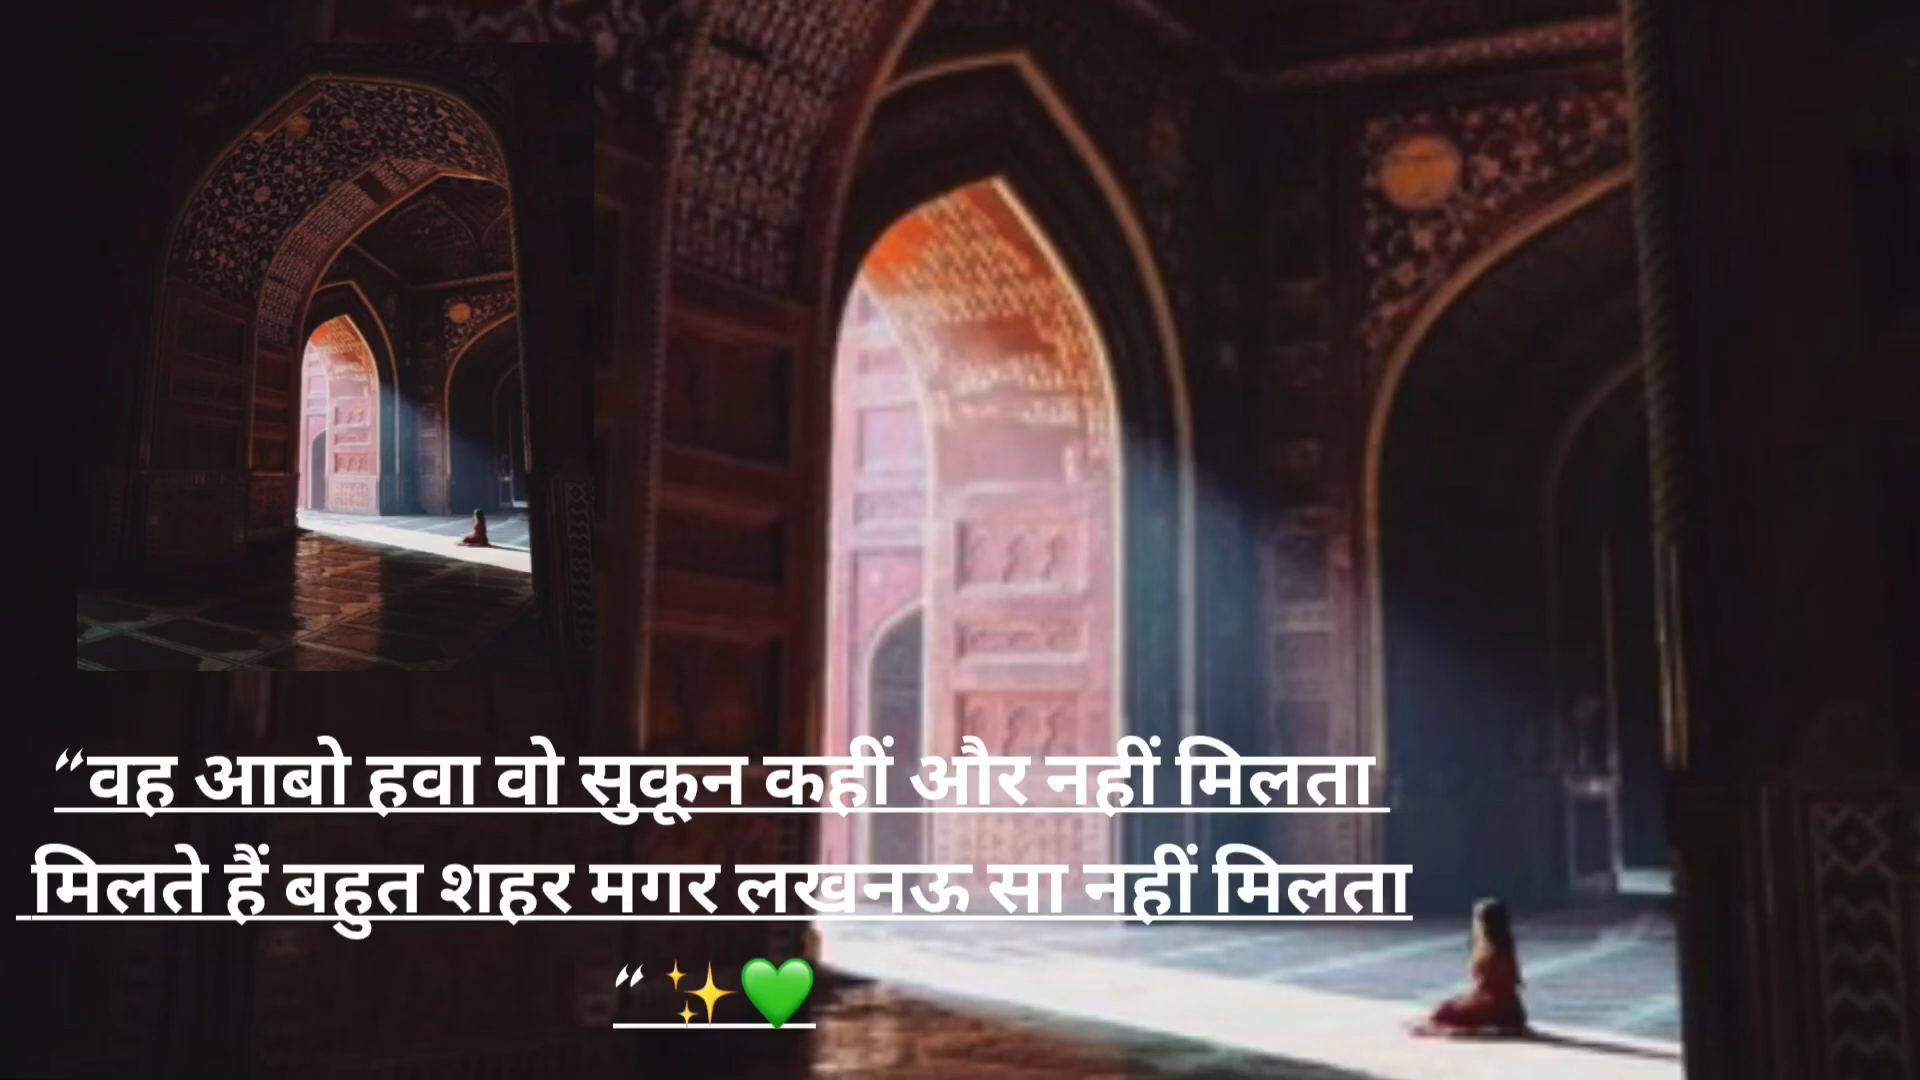 “वह आबो हवा वो सुकून कहीं और नहीं मिलता
मिलते हैं बहुत शहर मगर लखनऊ सा नहीं मिलता
“ ✨💚